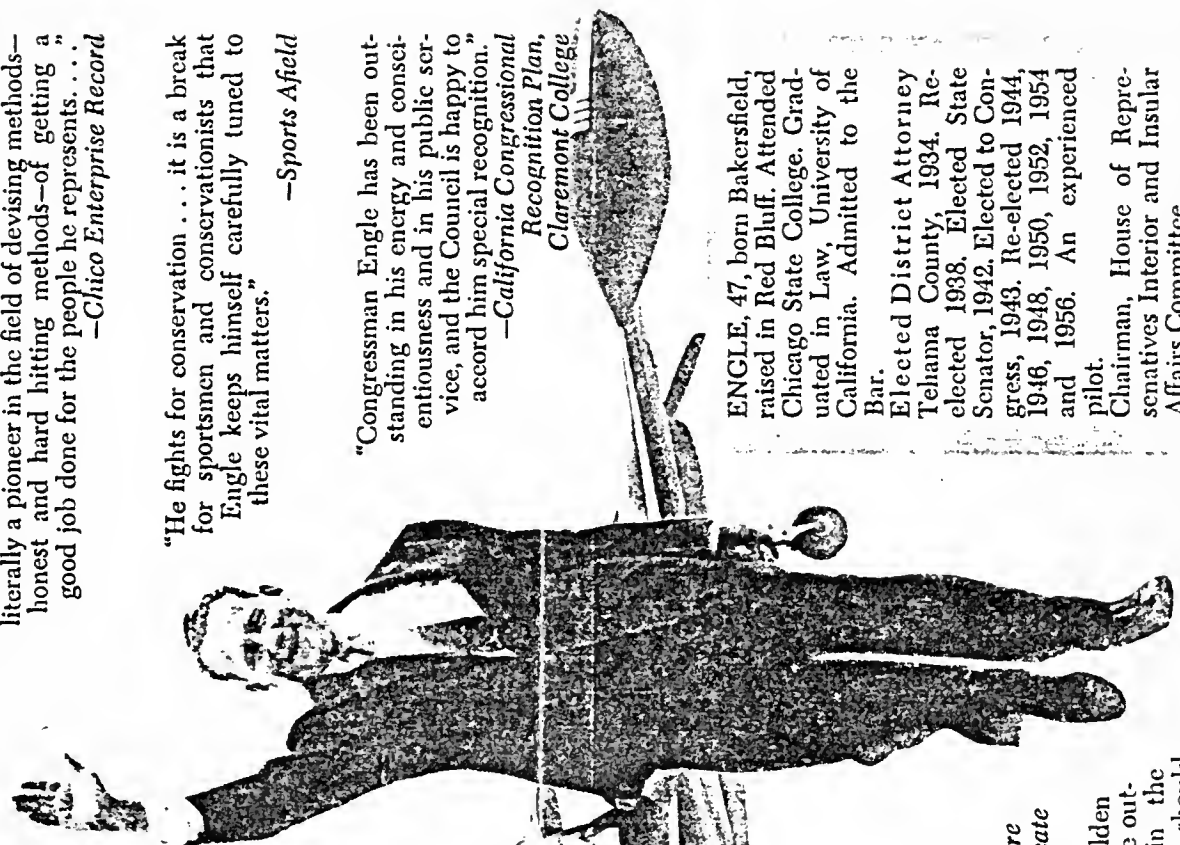 literally a pioner in the field of devising methods—
honest and hard hitting methods—of getting a
good job done for the people he represents. . . .”
—Chico Enterprise Record
“He fights for conservation . . . it is a break
for sportsmen and conservationists that
Engle keeps himself carefully tuned to
these vital matters.”
—Sports Afield
“Congressman Engle has been out-
standing in his energy and consci-
entiousness and in his public ser-
vice, and the Council is happy to
accord him special recognition.”
—California Congressional
Recognition Plan,
Claremont College
ENGLE, 47, born Bakersfield,
raised in Red Bluff. Attended
Chicago State College. Grad-
uated in Law, University of
California. Admitted to the
Bar.
Elected District Attorney
Tehama County, 1934. Re-
elected 1938. Elected State
Senator, 1942. Elected to Con-
gress, 1943. Re-elected 1944,
1946, 1948, 1950, 1952, 1954
and 1956. An experienced
pilot.
Chairman, House of Repre-
sentatives Interior and Insular
Affairs Committee
in the
should